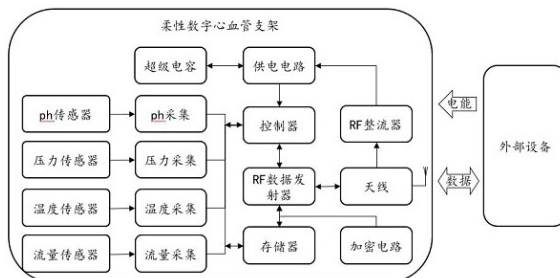 柔性数字心血管支架
超级电容
供电电路
ph传感器
ph采集
控制器
RF整流器
压力传感器
压力采集
RF数据发
射器
天线
温度传感器
温度采集
流量传感器
流量采集
存储器
加密电路
电能
数据
外部设备